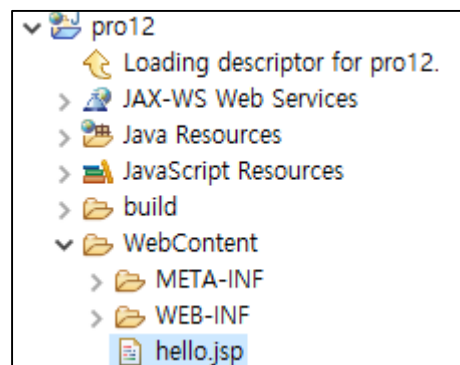 pro12
Loading descriptor for pro12.
JAX-WS Web Services
Java Resources
JavaScript Resources
build
WebContent
META-INF
WEB-INF
hello.jsp